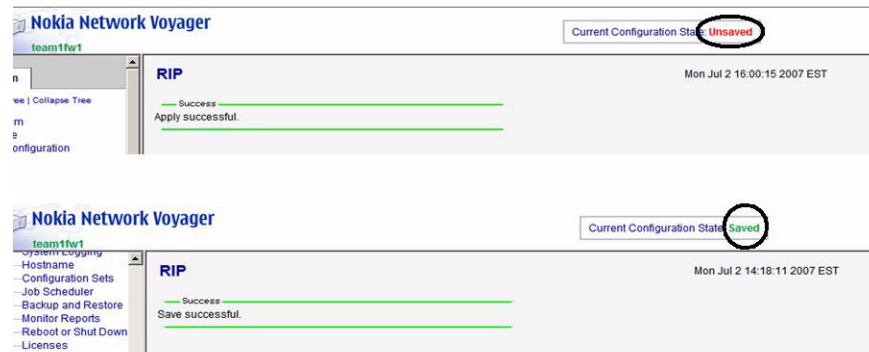 Nokia Network Voyager
Current Configuration State: Unsaved
team1fw1
RIP
Mon Jul 2 16:00:15 2007 EST
ee | Collapse Tree
Success
Apply successful.
m
e
onfiguration
Nokia Network Voyager
Current Configuration State: Saved
team1fw1
System Logging
Hostname
RIP
Mon Jul 2 14:18:11 2007 EST
Configuration Sets
Job Scheduler
Backup and Restore
Success
Monitor Reports
Save successful.
Reboot or Shut Down
Licenses